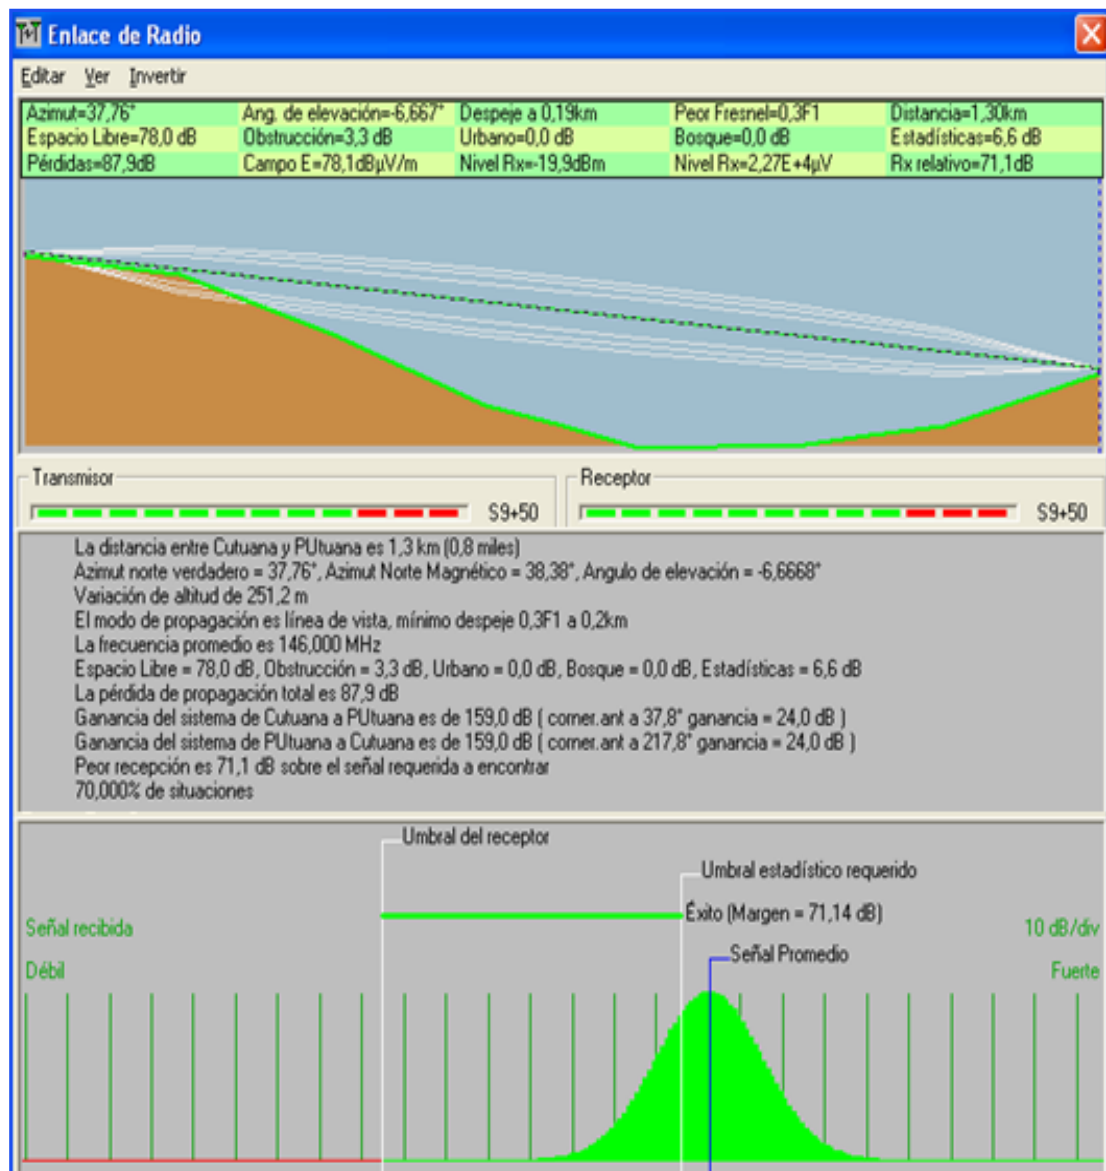 Enlace de Radio
Editar Ver Invertir
Azimut=37,76° Ang. de elevación=-6,667° Despeje a 0,19km Peor Fresnel=0,3F1 Distancia=1,30km
Espacio Libre=78,0 dB Obstrucción=3,3 dB Urbano=0,0 dB Bosque=0,0 dB Estadísticas=6,6 dB
Pérdidas=87,9dB Campo E=78,1dBµV/m Nivel Rx=-19,9dBm Nivel Rx=2,27E+4µV Rx relativo=71,1dB
Transmisor Receptor
S9+50 S9+50
La distancia entre Cutuana y PUtuana es 1,3 km (0,8 miles)
Azimut norte verdadero = 37,76°, Azimut Norte Magnético = 38,38°, Angulo de elevación = -6,6668°
Variación de altitud de 251,2 m
El modo de propagación es línea de vista, mínimo despeje 0,3F1 a 0,2km
La frecuencia promedio es 146,000 MHz
Espacio Libre = 78,0 dB, Obstrucción = 3,3 dB, Urbano = 0,0 dB, Bosque = 0,0 dB, Estadísticas = 6,6 dB
La pérdida de propagación total es 87,9 dB
Ganancia del sistema de Cutuana a PUtuana es de 159,0 dB ( corner.ant a 37,8° ganancia = 24,0 dB )
Ganancia del sistema de PUtuana a Cutuana es de 159,0 dB ( corner.ant a 217,8° ganancia = 24,0 dB )
Peor recepción es 71,1 dB sobre el señal requerida a encontrar
70,000% de situaciones
Umbral del receptor
Umbral estadístico requerido
Éxito (Margen = 71,14 dB)
Señal recibida 10 dB/div
Señal Promedio
Débil Fuerte